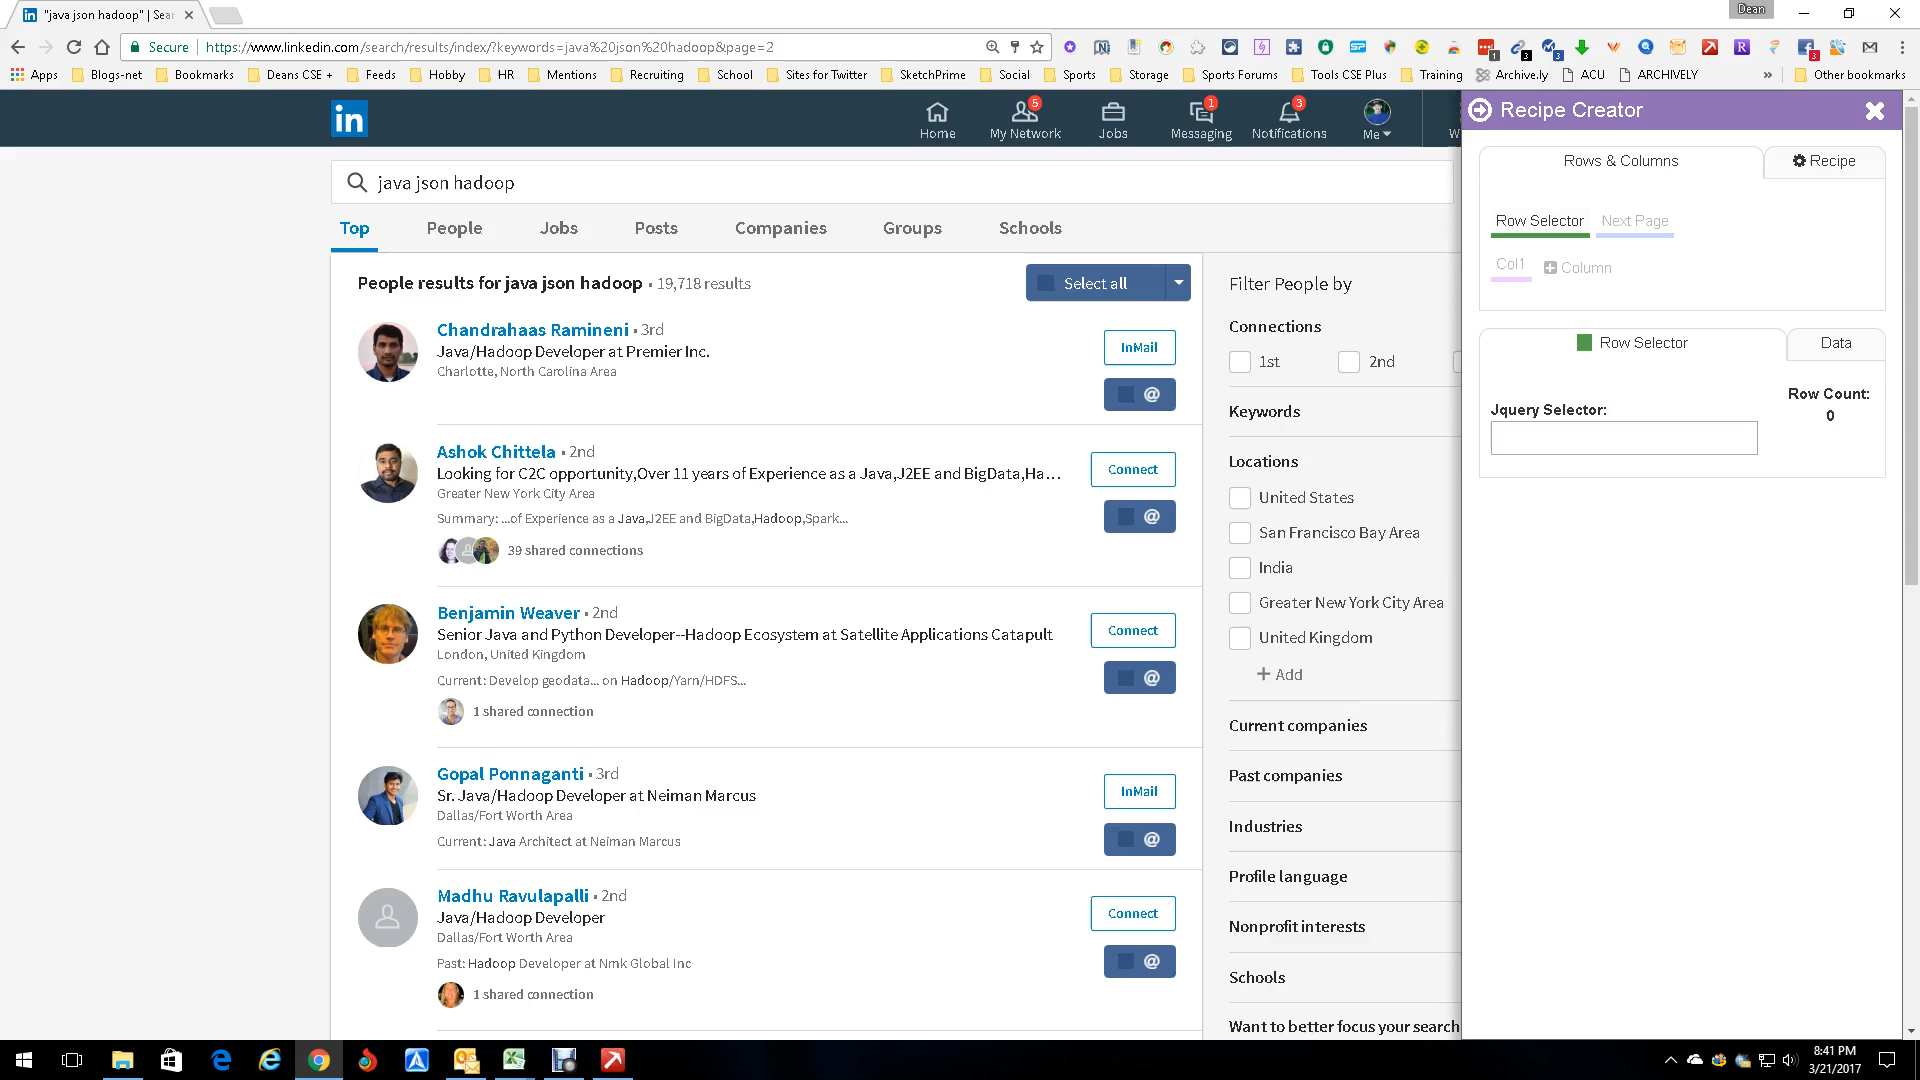 Dean
"java json hadoop" | Sear
Secure
https://www.linkedin.com/search/results/index/?keywords=java%20json%20hadoop&page=2
Apps
Blogs-net
Bookmarks
Deans CSE +
Feeds
Hobby
HR
Mentions
Recruiting
School
Sites for Twitter
SketchPrime
Social
Sports
Storage
Sports Forums
Tools CSE Plus
Training
Archive.ly
ACU
ARCHIVELY
»
Other bookmarks
in
Home
5
My Network
Jobs
1
Messaging
3
Notifications
Me
W
Recipe Creator
java json hadoop
Top
People
Jobs
Posts
Companies
Groups
Schools
People results for java json hadoop • 19,718 results
Select all
Chandrahaas Ramineni • 3rd
Java/Hadoop Developer at Premier Inc.
Charlotte, North Carolina Area
InMail
@
Ashok Chittela • 2nd
Looking for C2C opportunity,Over 11 years of Experience as a Java,J2EE and BigData,Ha...
Greater New York City Area
Summary: ...of Experience as a Java,J2EE and BigData,Hadoop,Spark...
39 shared connections
Connect
@
Benjamin Weaver • 2nd
Senior Java and Python Developer--Hadoop Ecosystem at Satellite Applications Catapult
London, United Kingdom
Current: Develop geodata... on Hadoop/Yarn/HDFS...
1 shared connection
Connect
@
Gopal Ponnaganti • 3rd
Sr. Java/Hadoop Developer at Neiman Marcus
Dallas/Fort Worth Area
Current: Java Architect at Neiman Marcus
InMail
@
Madhu Ravulapalli • 2nd
Java/Hadoop Developer
Dallas/Fort Worth Area
Past: Hadoop Developer at Nmk Global Inc
1 shared connection
Connect
@
Filter People by
Connections
1st
2nd
Keywords
Locations
United States
San Francisco Bay Area
India
Greater New York City Area
United Kingdom
+ Add
Current companies
Past companies
Industries
Profile language
Nonprofit interests
Schools
Want to better focus your search
Rows & Columns
Recipe
Row Selector
Next Page
Col1
Column
Row Selector
Data
Jquery Selector:
Row Count:
0
8:41 PM
3/21/2017